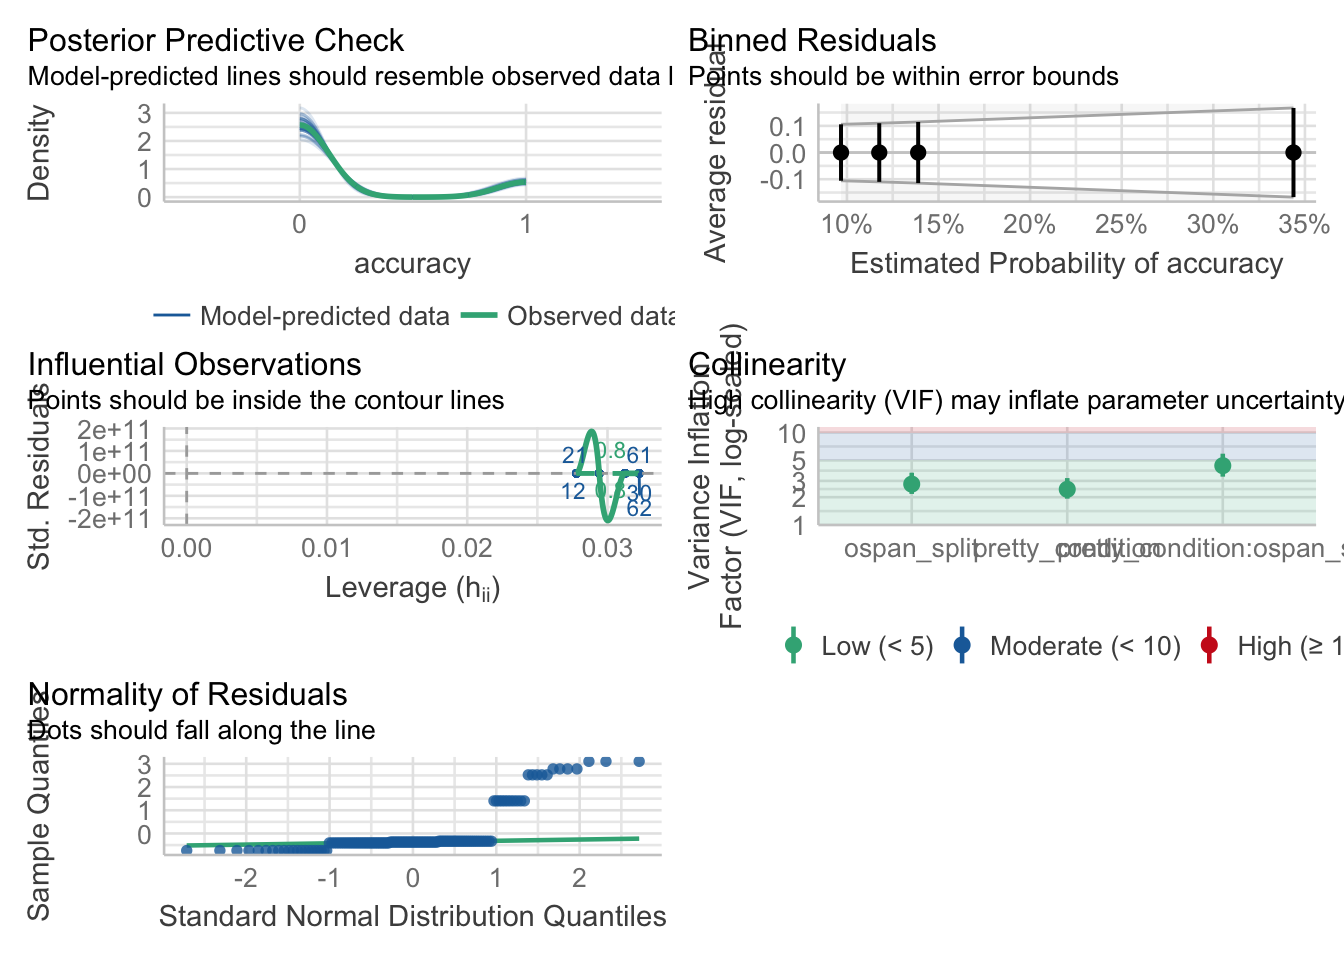 Posterior Predictive Check
Model-predicted lines should resemble observed data l
Density
3
2
1
0
0 1
accuracy
Model-predicted data Observed data
Binned Residuals
Points should be within error bounds
Average residual
0.1
0.0
-0.1
10% 15% 20% 25% 30% 35%
Estimated Probability of accuracy
Influential Observations
Points should be inside the contour lines
Std. Residuals
2e+11
1e+11
0e+00
-1e+11
-2e+11
21 0.8 61
12 0.8 30
62
0.00 0.01 0.02 0.03
Leverage (hii)
Collinearity
High collinearity (VIF) may inflate parameter uncertainty
Variance Inflation
Factor (VIF, log-scaled)
10
5
3
2
1
ospan_split pretty_condition pretty_condition:ospan_s
Low (< 5) Moderate (< 10) High (≥ 1
Normality of Residuals
Dots should fall along the line
Sample Quantiles
3
2
1
0
-2 -1 0 1 2
Standard Normal Distribution Quantiles